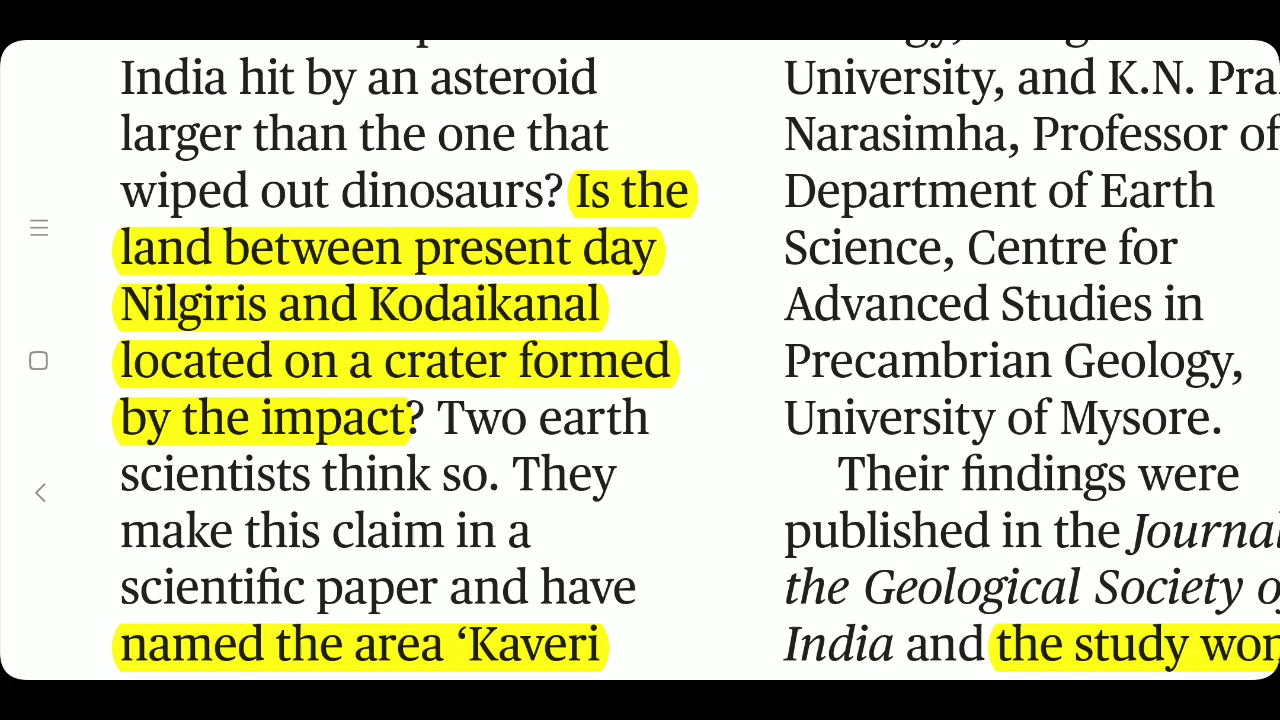 India hit by an asteroid
larger than the one that
wiped out dinosaurs? Is the
land between present day
Nilgiris and Kodaikanal
located on a crater formed
by the impact? Two earth
scientists think so. They
make this claim in a
scientific paper and have
named the area ‘Kaveri
University, and K.N. Pra
Narasimha, Professor of
Department of Earth
Science, Centre for
Advanced Studies in
Precambrian Geology,
University of Mysore.
Their findings were
published in the Journal
the Geological Society o
India and the study won